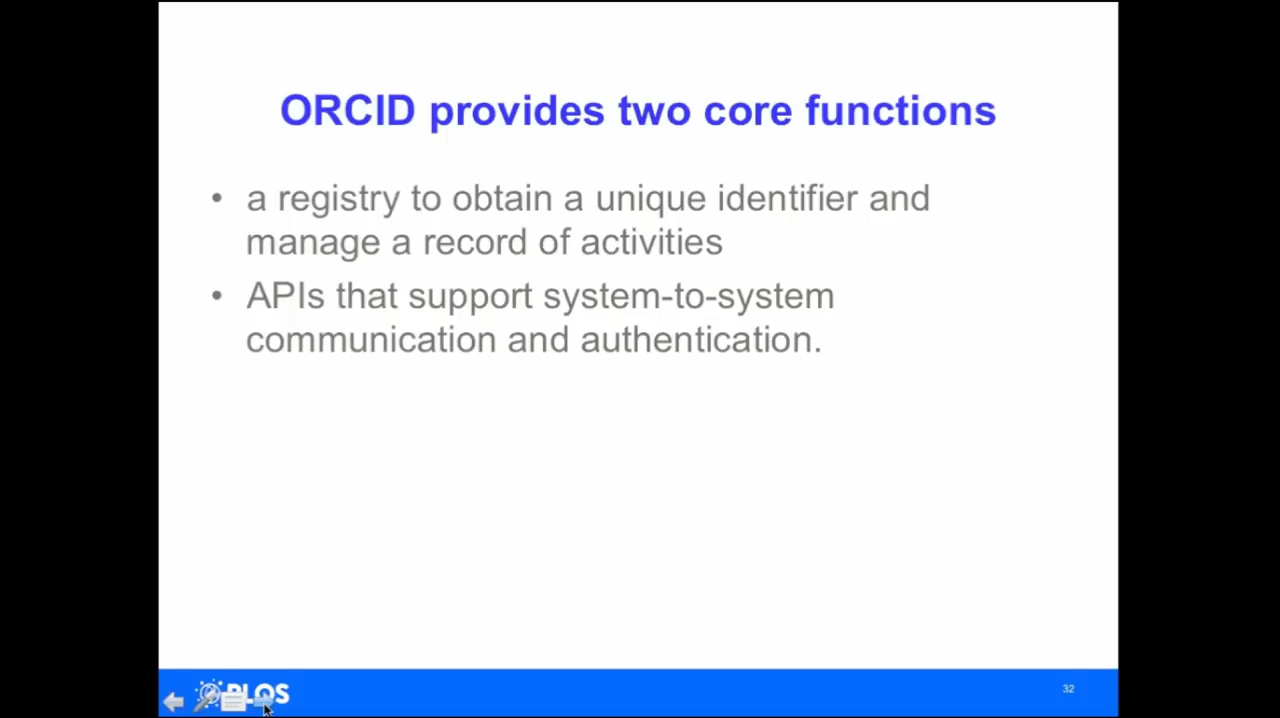 ORCID provides two core functions
• a registry to obtain a unique identifier and
manage a record of activities
• APIs that support system-to-system
communication and authentication.
PLOS
32